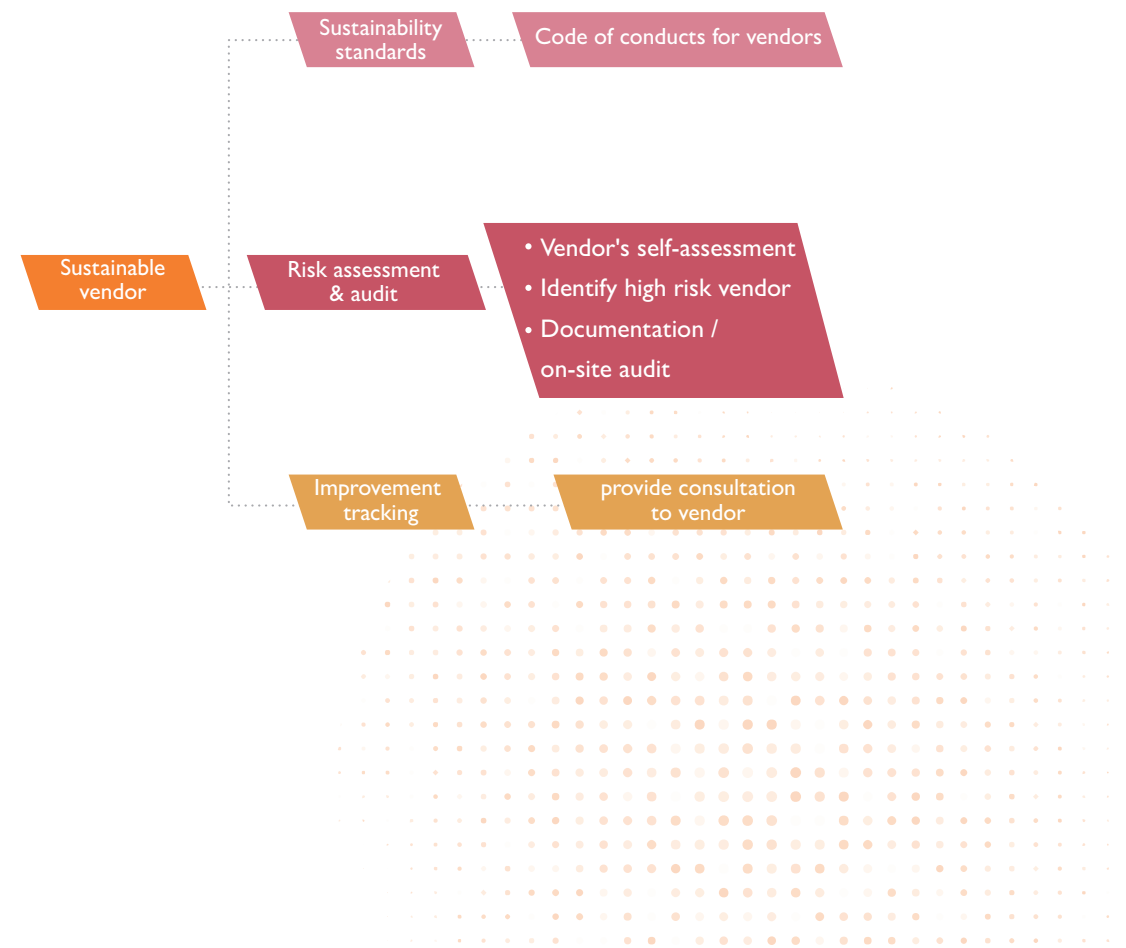 Sustainability
standards
Code of conducts for vendors
Sustainable
vendor
Risk assessment
& audit
• Vendor's self-assessment
• Identify high risk vendor
• Documentation /
on-site audit
Improvement
tracking
provide consultation
to vendor